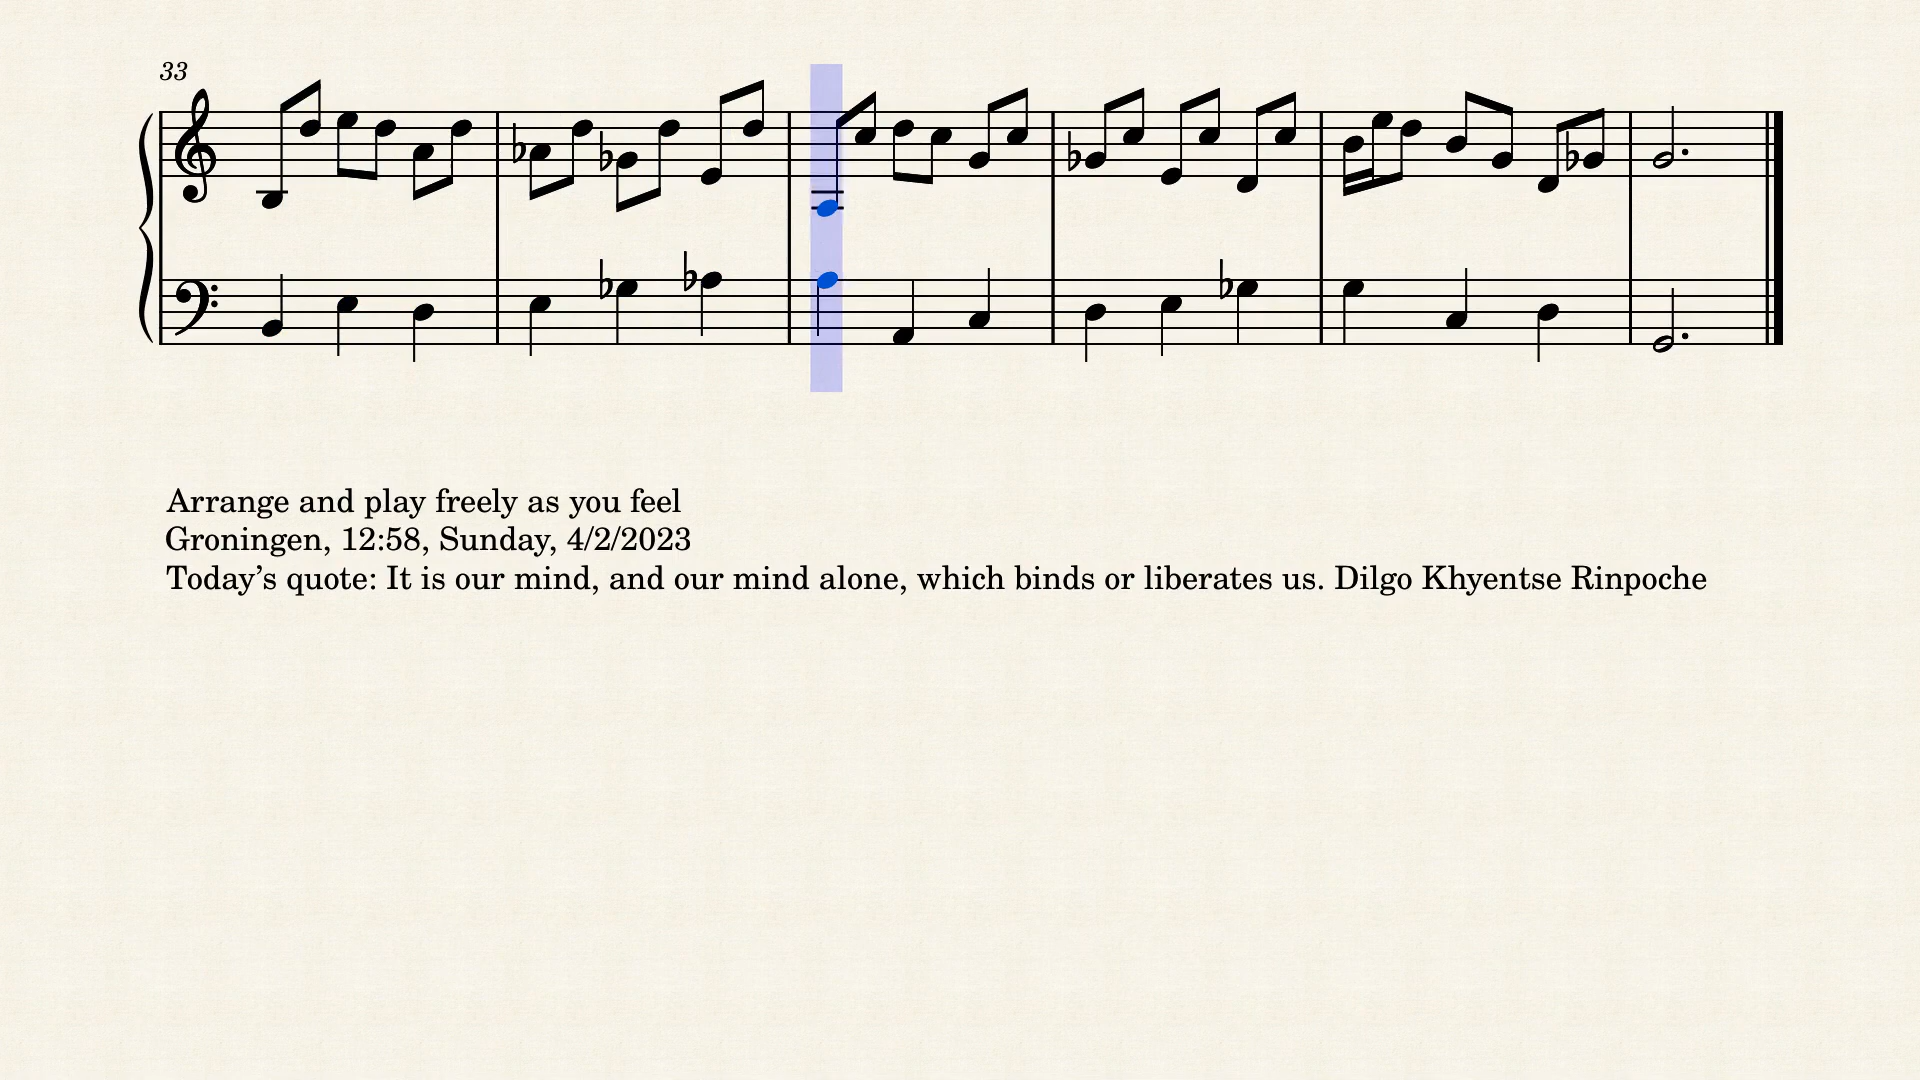 33
Arrange and play freely as you feel
Groningen, 12:58, Sunday, 4/2/2023
Today’s quote: It is our mind, and our mind alone, which binds or liberates us. Dilgo Khyentse Rinpoche